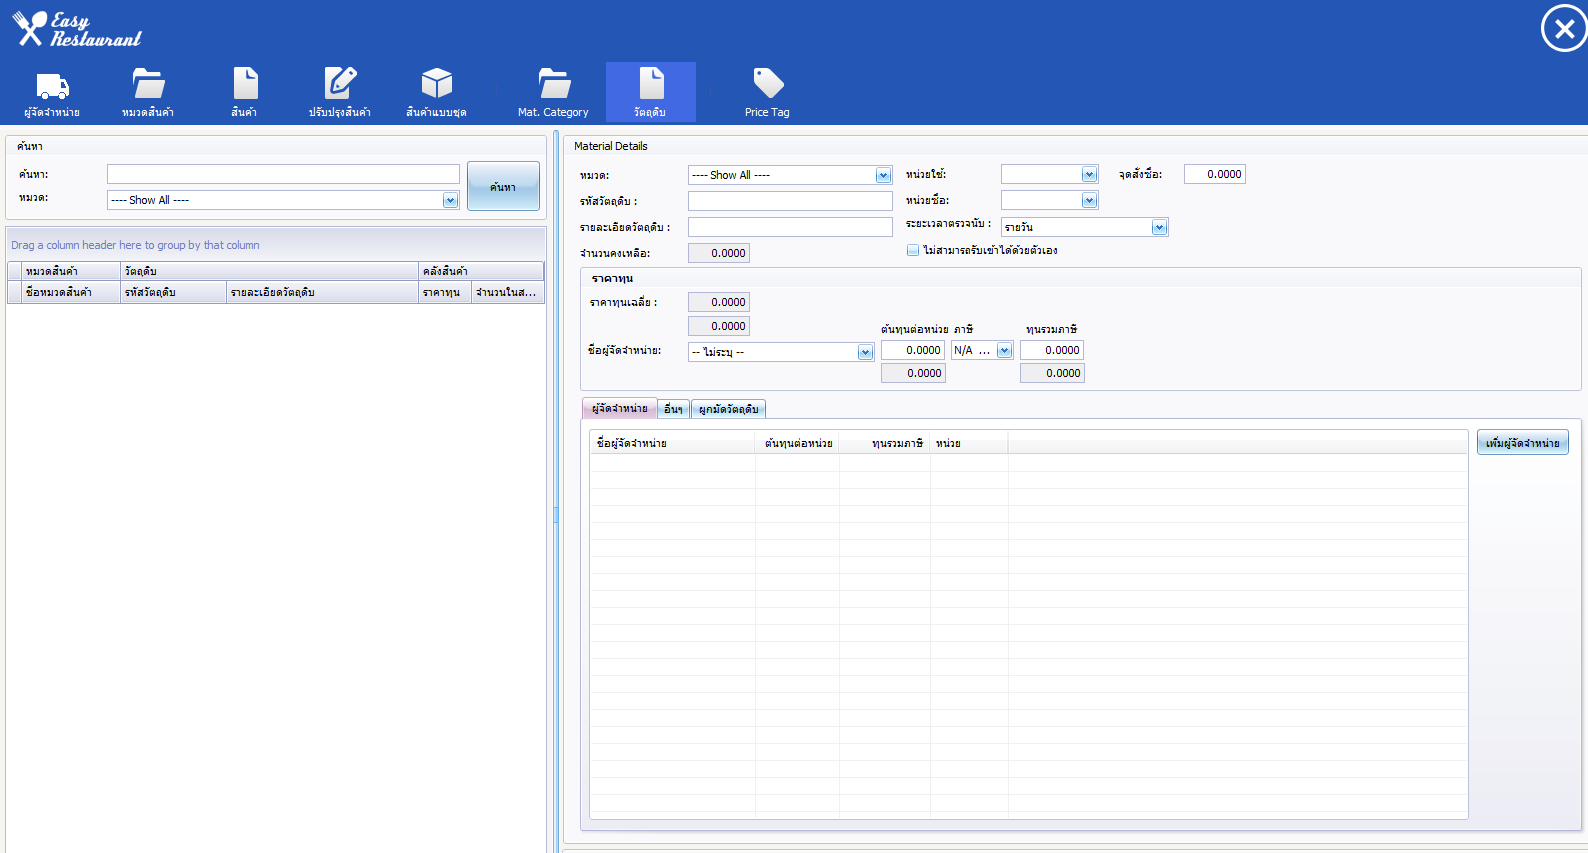 Easy
Restaurant
ผู้จัดจำหน่าย
หมวดสินค้า
สินค้า
ปรับปรุงสินค้า
สินค้าแบบชุด
Mat. Category
วัตถุดิบ
Price Tag
ค้นหา
ค้นหา:
หมวด:
---- Show All ----
ค้นหา
Drag a column header here to group by that column
หมวดสินค้า
วัตถุดิบ
คลังสินค้า
ชื่อหมวดสินค้า
รหัสวัตถุดิบ
รายละเอียดวัตถุดิบ
ราคาทุน
จำนวนในส...
Material Details
หมวด:
---- Show All ----
หน่วยใช้:
จุดสั่งซื้อ:
0.0000
รหัสวัตถุดิบ :
หน่วยซื้อ:
รายละเอียดวัตถุดิบ :
ระยะเวลาตรวจนับ :
รายวัน
จำนวนคงเหลือ:
0.0000
ไม่สามารถรับเข้าได้ด้วยตัวเอง
ราคาทุน
ราคาทุนเฉลี่ย :
0.0000
0.0000
ต้นทุนต่อหน่วย
ภาษี
ทุนรวมภาษี
ชื่อผู้จัดจำหน่าย:
-- ไม่ระบุ --
0.0000
N/A ...
0.0000
0.0000
0.0000
ผู้จัดจำหน่าย
อื่นๆ
ผูกมัดวัตถุดิบ
ชื่อผู้จัดจำหน่าย
ต้นทุนต่อหน่วย
ทุนรวมภาษี
หน่วย
เพิ่มผู้จัดจำหน่าย